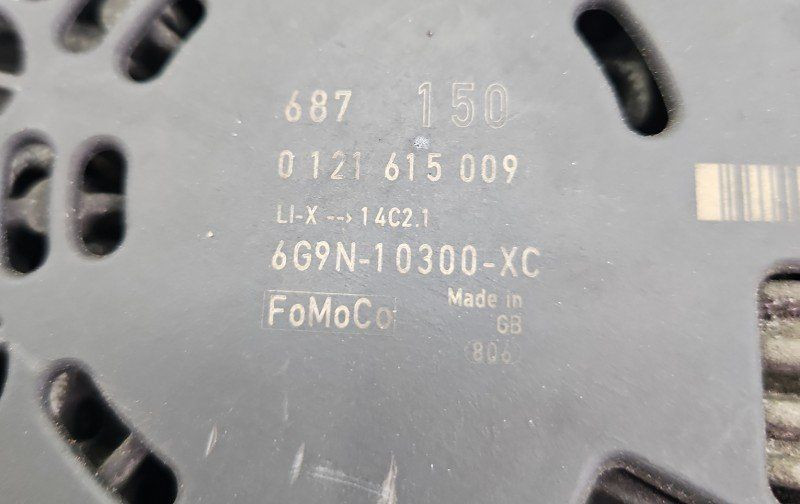 687 150
0 121 615 009
LI-X --→ 14C2.1
6G9N-10300-XC
FoMoCo
Made in
GB
806